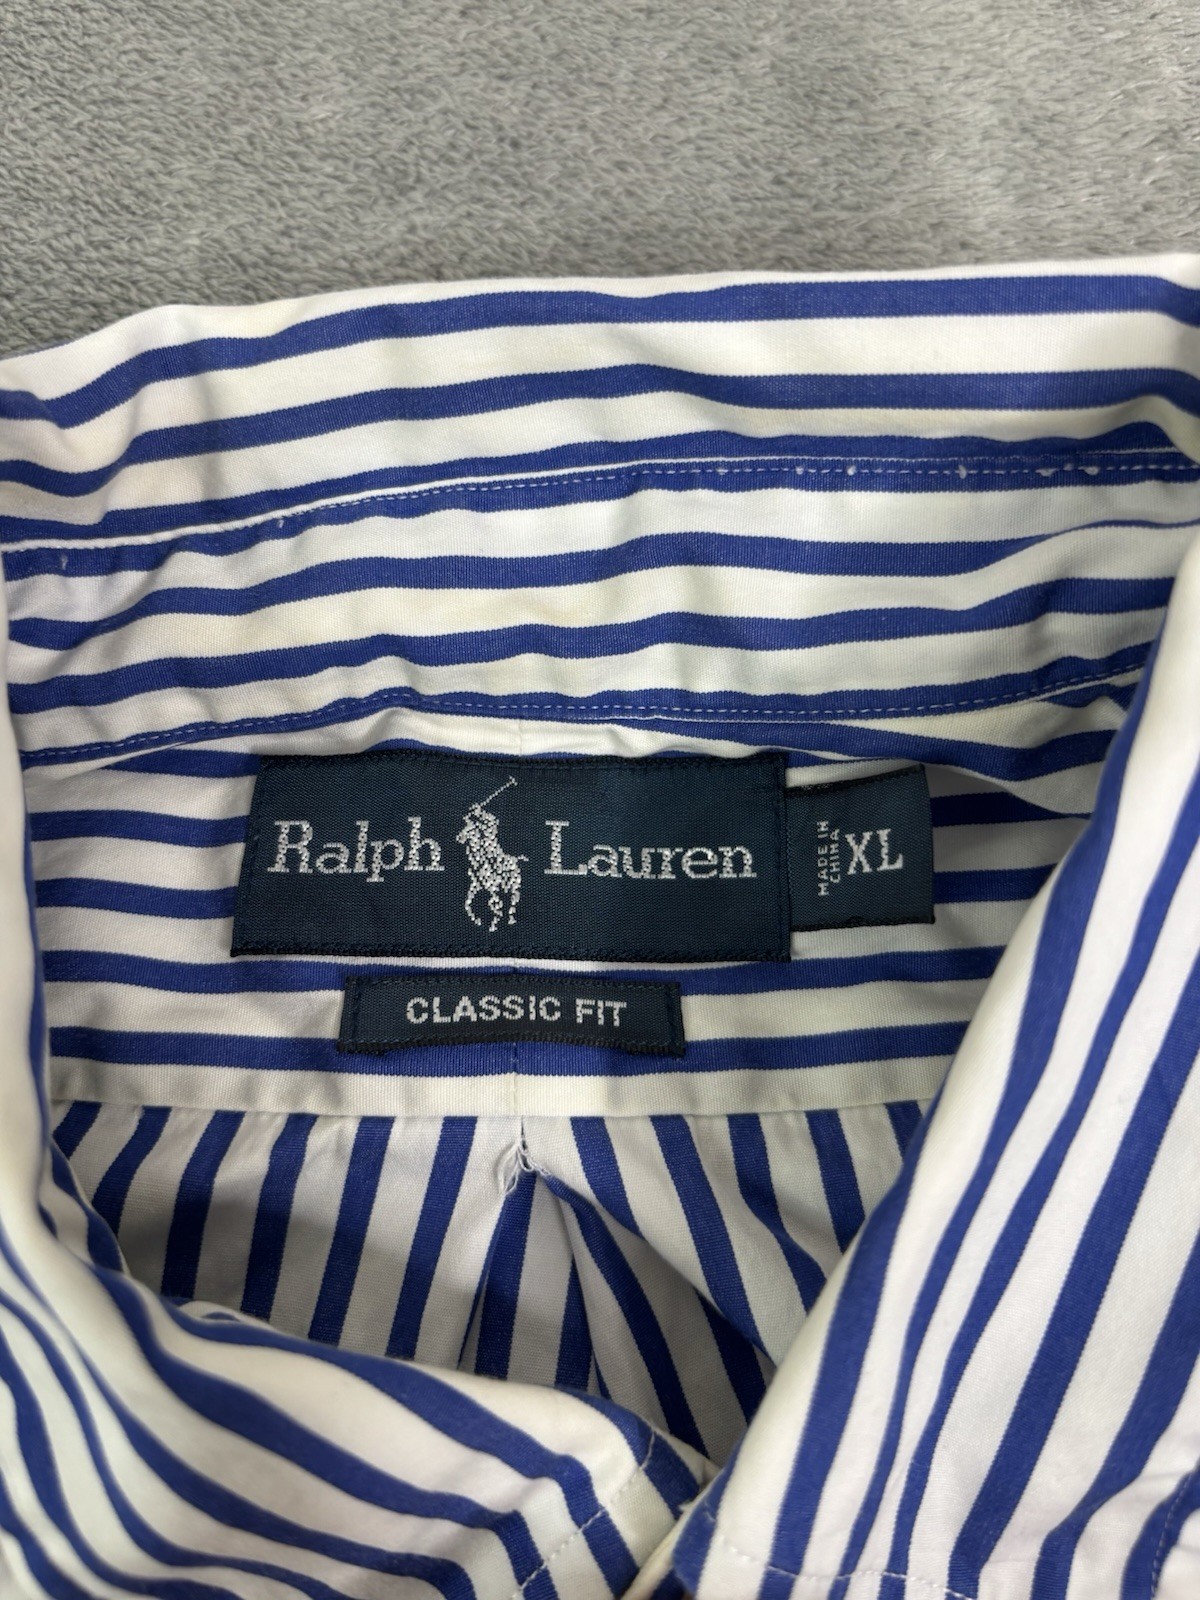 Ralph Lauren
MADE IN
CHINA
XL
CLASSIC FIT